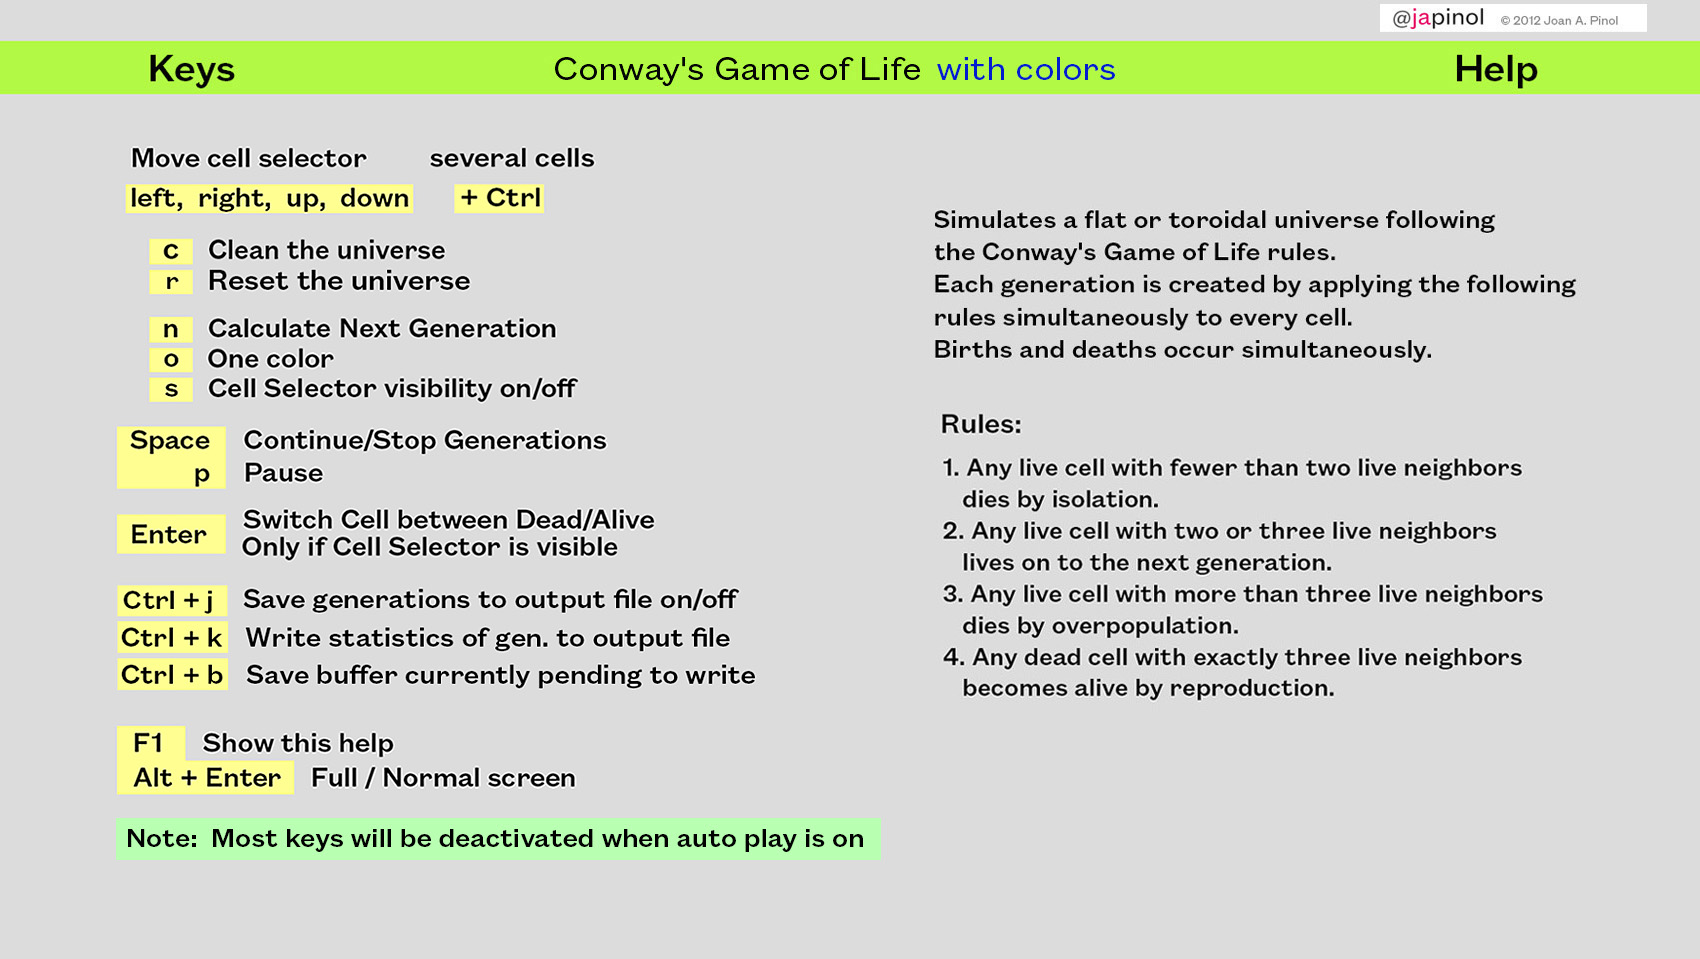 @japinol © 2012 Joan A. Pinol
Keys Conway's Game of Life with colors Help
Move cell selector several cells
left, right, up, down + Ctrl
c Clean the universe
r Reset the universe
n Calculate Next Generation
o One color
s Cell Selector visibility on/off
Space Continue/Stop Generations
p Pause
Enter Switch Cell between Dead/Alive
Only if Cell Selector is visible
Ctrl + j Save generations to output file on/off
Ctrl + k Write statistics of gen. to output file
Ctrl + b Save buffer currently pending to write
F1 Show this help
Alt + Enter Full / Normal screen
Note: Most keys will be deactivated when auto play is on
Simulates a flat or toroidal universe following
the Conway's Game of Life rules.
Each generation is created by applying the following
rules simultaneously to every cell.
Births and deaths occur simultaneously.
Rules:
1. Any live cell with fewer than two live neighbors
dies by isolation.
2. Any live cell with two or three live neighbors
lives on to the next generation.
3. Any live cell with more than three live neighbors
dies by overpopulation.
4. Any dead cell with exactly three live neighbors
becomes alive by reproduction.